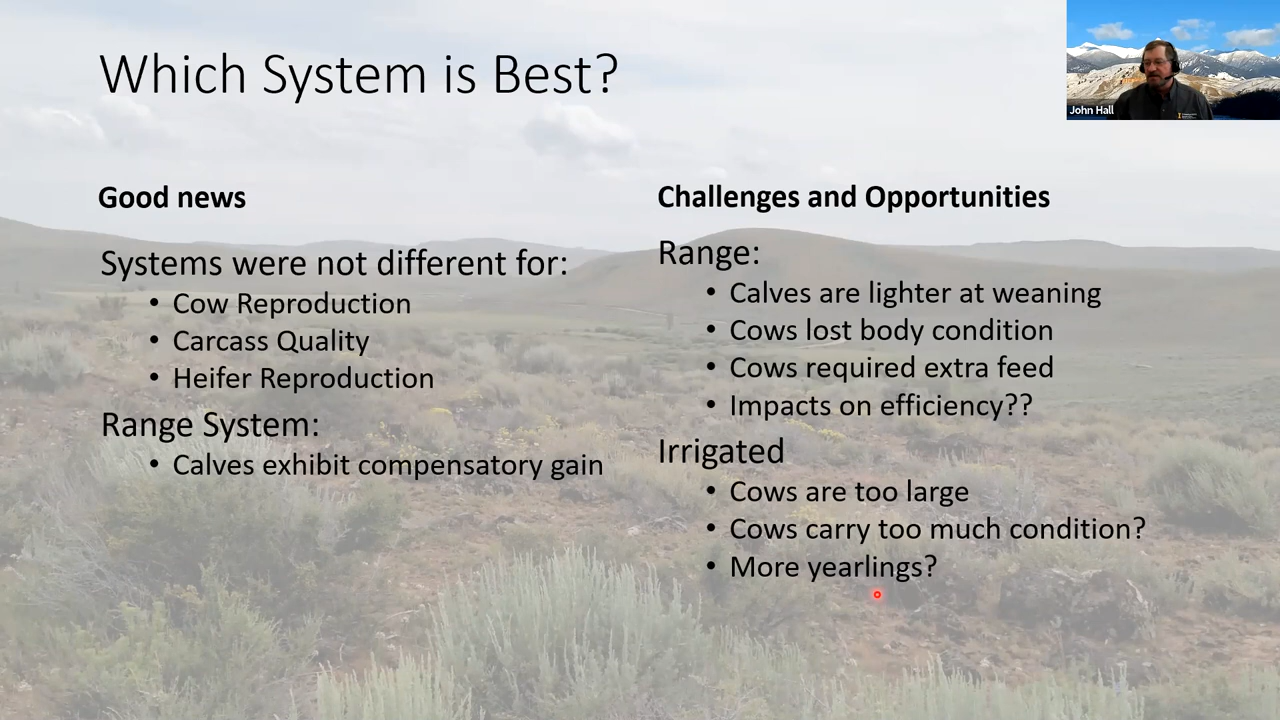 Which System is Best?
John Hall
Good news
Systems were not different for:
• Cow Reproduction
• Carcass Quality
• Heifer Reproduction
Range System:
• Calves exhibit compensatory gain
Challenges and Opportunities
Range:
• Calves are lighter at weaning
• Cows lost body condition
• Cows required extra feed
• Impacts on efficiency??
Irrigated
• Cows are too large
• Cows carry too much condition?
• More yearlings?